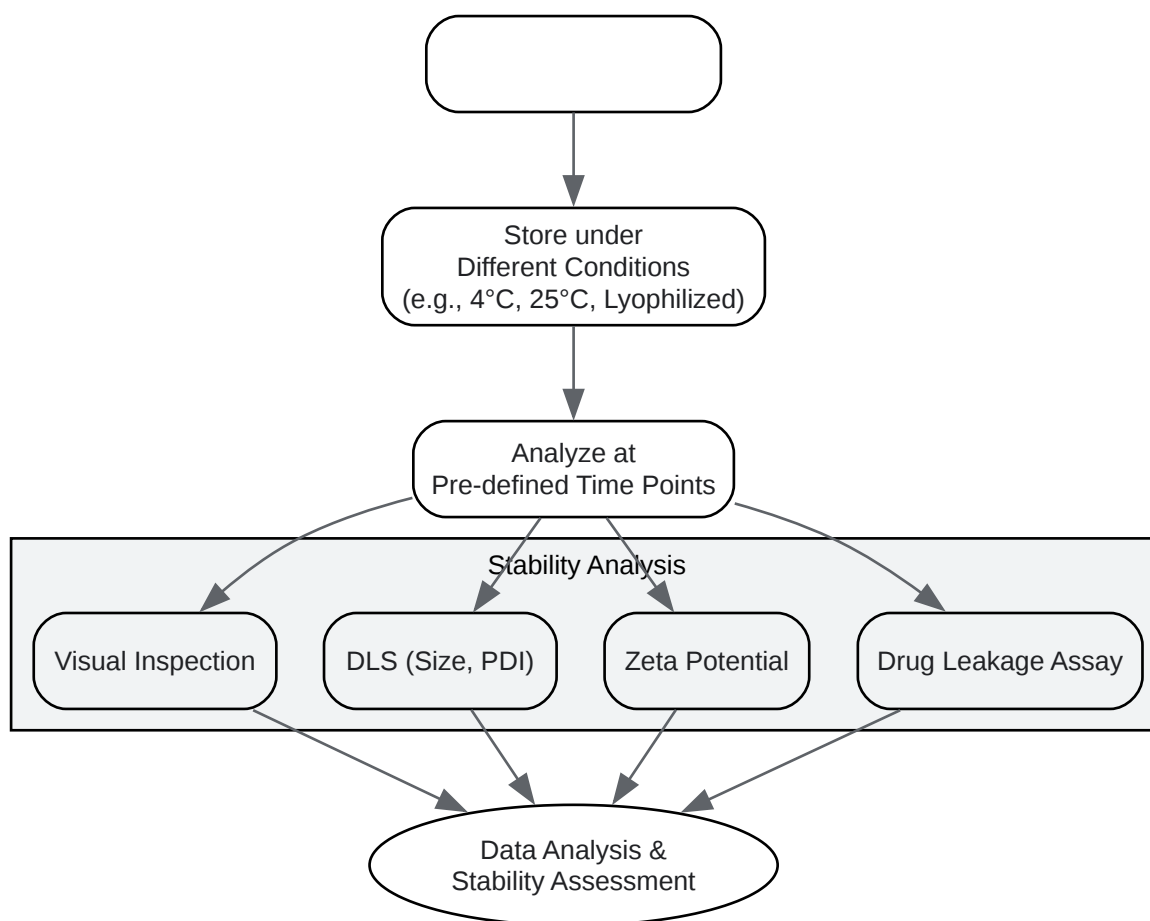 Store under
Different Conditions
(e.g., 4°C, 25°C, Lyophilized)
Analyze at
Pre-defined Time Points
Stability Analysis
Visual Inspection
DLS (Size, PDI)
Zeta Potential
Drug Leakage Assay
Data Analysis &
Stability Assessment